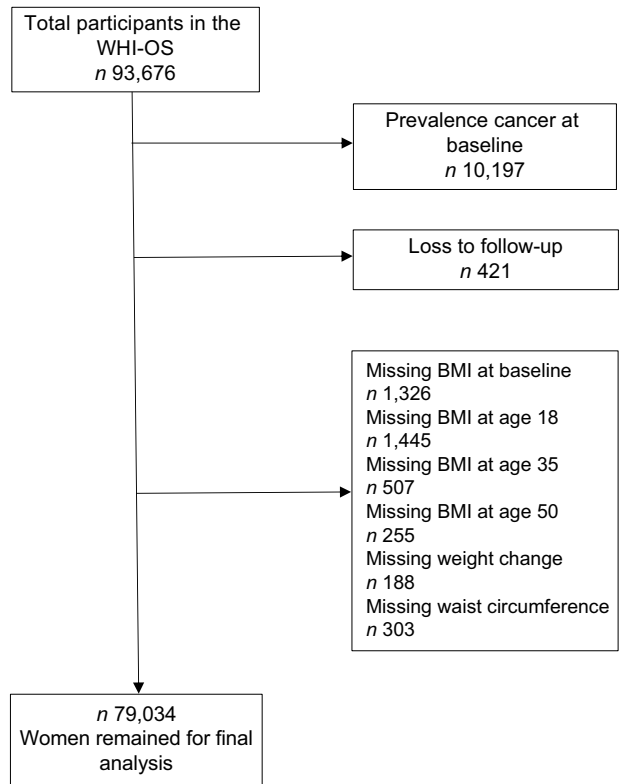 Total participants in the
WHI-OS
n 93,676
Prevalence cancer at
baseline
n 10,197
Loss to follow-up
n 421
Missing BMI at baseline
n 1,326
Missing BMI at age 18
n 1,445
Missing BMI at age 35
n 507
Missing BMI at age 50
n 255
Missing weight change
n 188
Missing waist circumference
n 303
n 79,034
Women remained for final
analysis